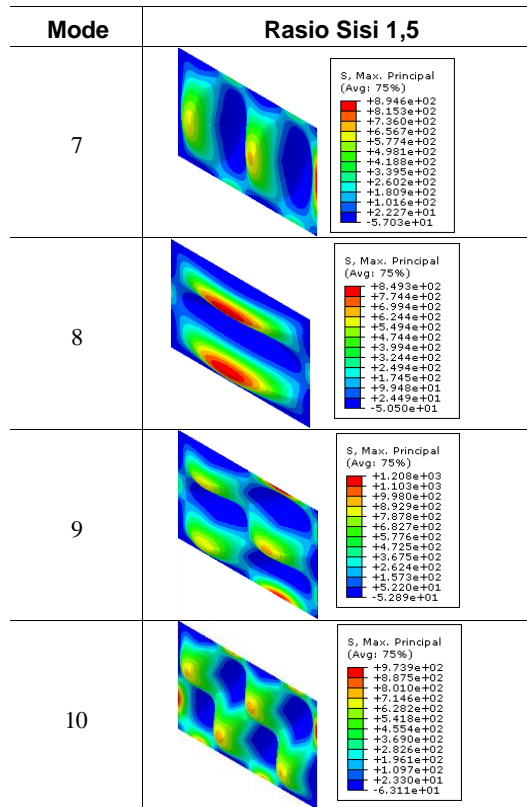 Mode Rasio Sisi 1,5
7
S, Max. Principal
(Avg: 75%)
+8.946e+02
+8.153e+02
+7.360e+02
+6.567e+02
+5.774e+02
+4.981e+02
+4.188e+02
+3.395e+02
+2.602e+02
+1.809e+02
+1.016e+02
+2.227e+01
-5.703e+01
8
S, Max. Principal
(Avg: 75%)
+8.493e+02
+7.744e+02
+6.994e+02
+6.244e+02
+5.494e+02
+4.744e+02
+3.994e+02
+3.244e+02
+2.494e+02
+1.745e+02
+9.948e+01
+2.449e+01
-5.050e+01
9
S, Max. Principal
(Avg: 75%)
+1.208e+03
+1.103e+03
+9.980e+02
+8.929e+02
+7.878e+02
+6.827e+02
+5.776e+02
+4.725e+02
+3.675e+02
+2.624e+02
+1.573e+02
+5.220e+01
-5.289e+01
10
S, Max. Principal
(Avg: 75%)
+9.739e+02
+8.875e+02
+8.010e+02
+7.146e+02
+6.282e+02
+5.418e+02
+4.554e+02
+3.690e+02
+2.826e+02
+1.961e+02
+1.097e+02
+2.330e+01
-6.311e+01